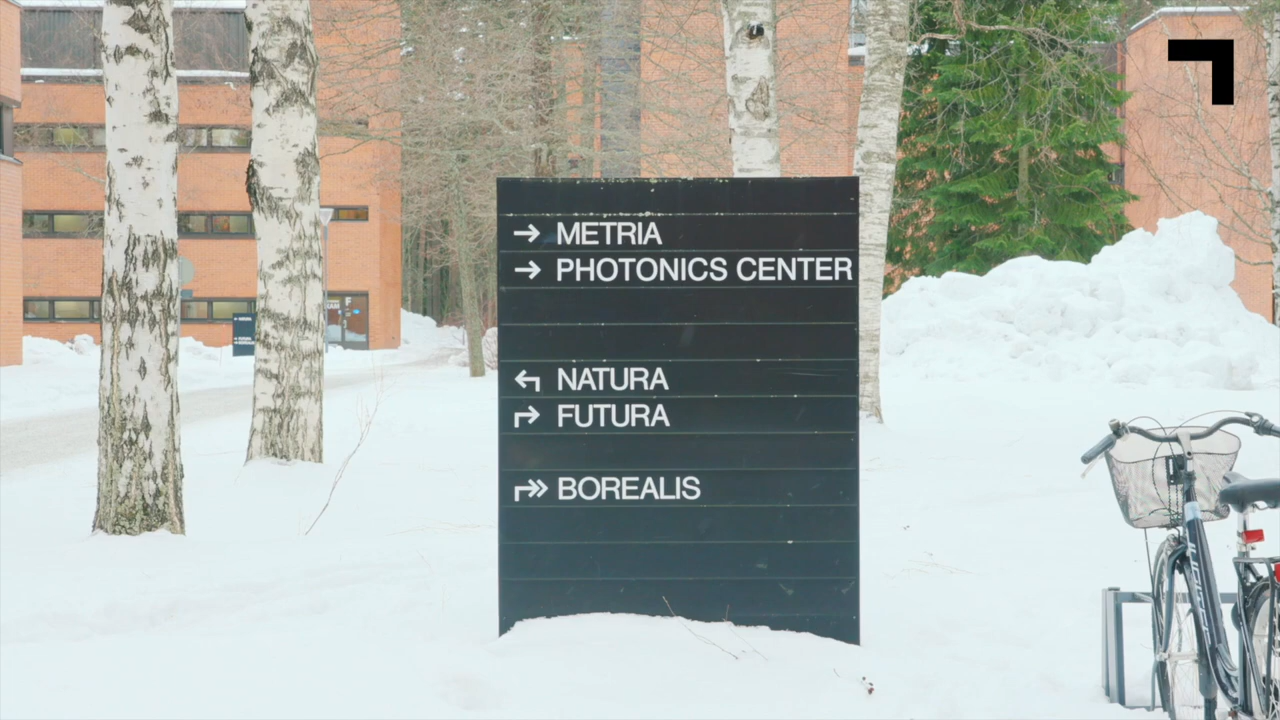 → METRIA
→ PHOTONICS CENTER
↰ NATURA
↱ FUTURA
↱› BOREALIS